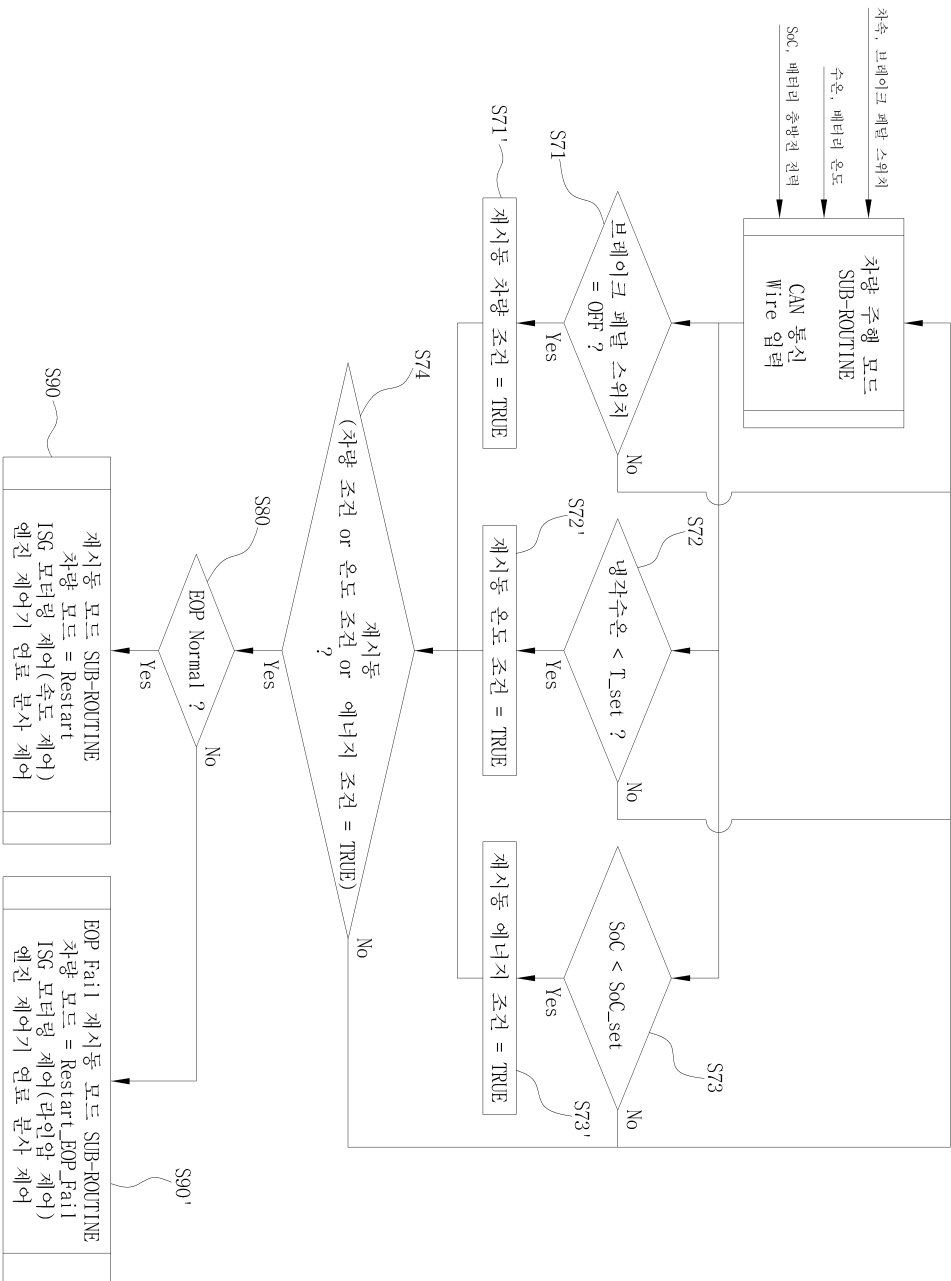 차속, 브레이크 페달 스위치
수온, 배터리 온도
SoC, 배터리 충방전 전력
차량 주행 모드
SUB-ROUTINE
CAN 통신
Wire 입력
S71
브레이크 페달 스위치
= OFF ?
No
Yes
S72
냉각수온 < T_set ?
No
Yes
S73
SoC < SoC_set
No
Yes
S71'
재시동 차량 조건 = TRUE
S72'
재시동 온도 조건 = TRUE
S73'
재시동 에너지 조건 = TRUE
S74
재시동
(차량 조건 or 온도 조건 or 에너지 조건 = TRUE)
?
No
Yes
S80
EOP Normal ?
No
Yes
S90
재시동 모드 SUB-ROUTINE
차량 모드 = Restart
ISG 모터링 제어(속도 제어)
엔진 제어기 연료 분사 제어
S90'
EOP Fail 재시동 모드 SUB-ROUTINE
차량 모드 = Restart_EOP_Fail
ISG 모터링 제어(라인압 제어)
엔진 제어기 연료 분사 제어